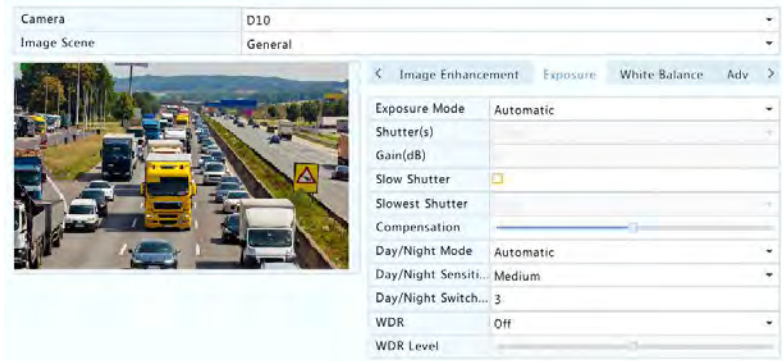 Camera D10
Image Scene General
< Image Enhancement Exposure White Balance Adv >
Exposure Mode Automatic
Shutter(s)
Gain(dB)
Slow Shutter
Slowest Shutter
Compensation
Day/Night Mode Automatic
Day/Night Sensiti... Medium
Day/Night Switch... 3
WDR Off
WDR Level